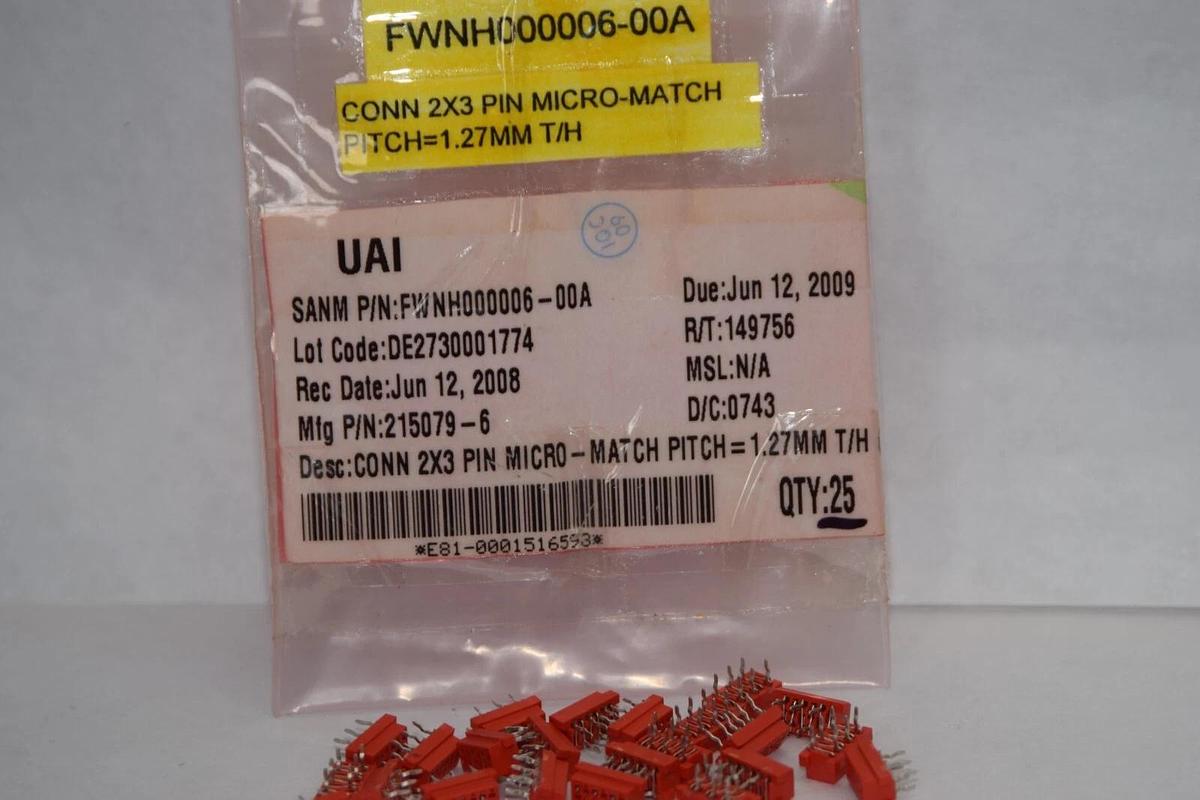 FWNH000006-00A
CONN 2X3 PIN MICRO-MATCH
PITCH=1.27MM T/H
UAI
SANM P/N:FWNH000006-00A
Due:Jun 12, 2009
Lot Code:DE2730001774
R/T:149756
Rec Date:Jun 12, 2008
MSL:N/A
Mfg P/N:215079-6
D/C:0743
Desc:CONN 2X3 PIN MICRO-MATCH PITCH=1.27MM T/H
QTY:25
*E81-0001516593*